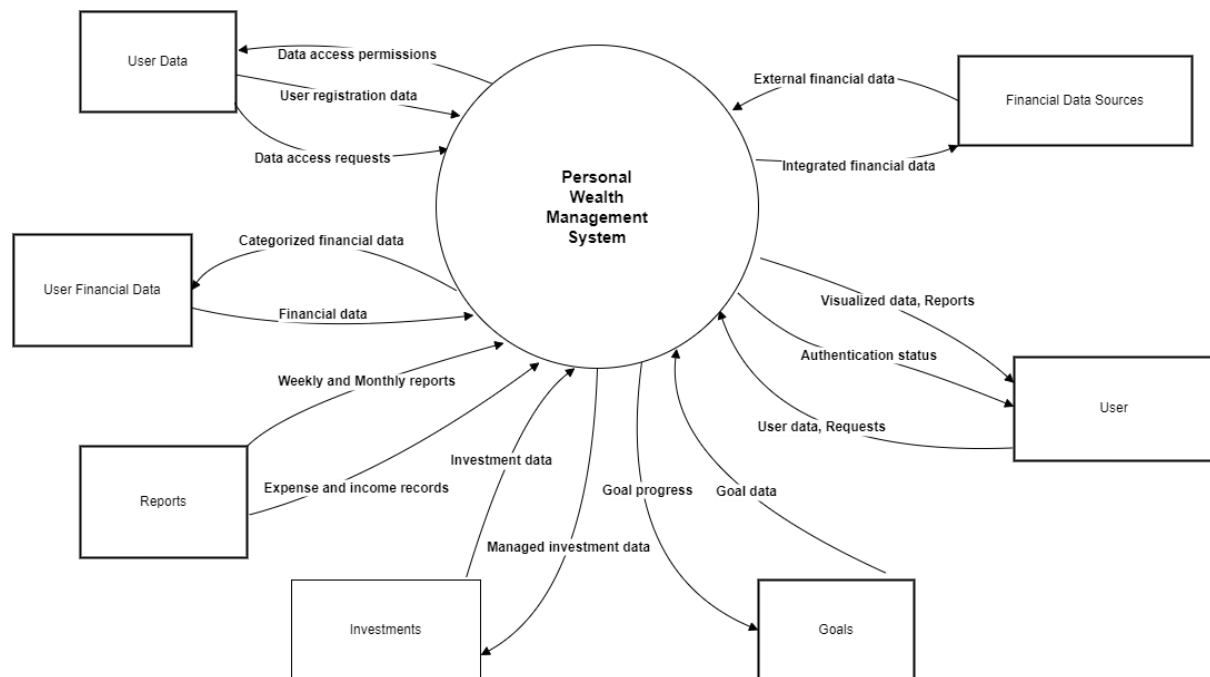 User Data
Data access permissions
User registration data
Data access requests
External financial data
Financial Data Sources
Integrated financial data
Personal
Wealth
Management
System
Categorized financial data
User Financial Data
Financial data
Visualized data, Reports
Authentication status
User
User data, Requests
Weekly and Monthly reports
Reports
Expense and income records
Investment data
Goal progress
Goal data
Managed investment data
Investments
Goals